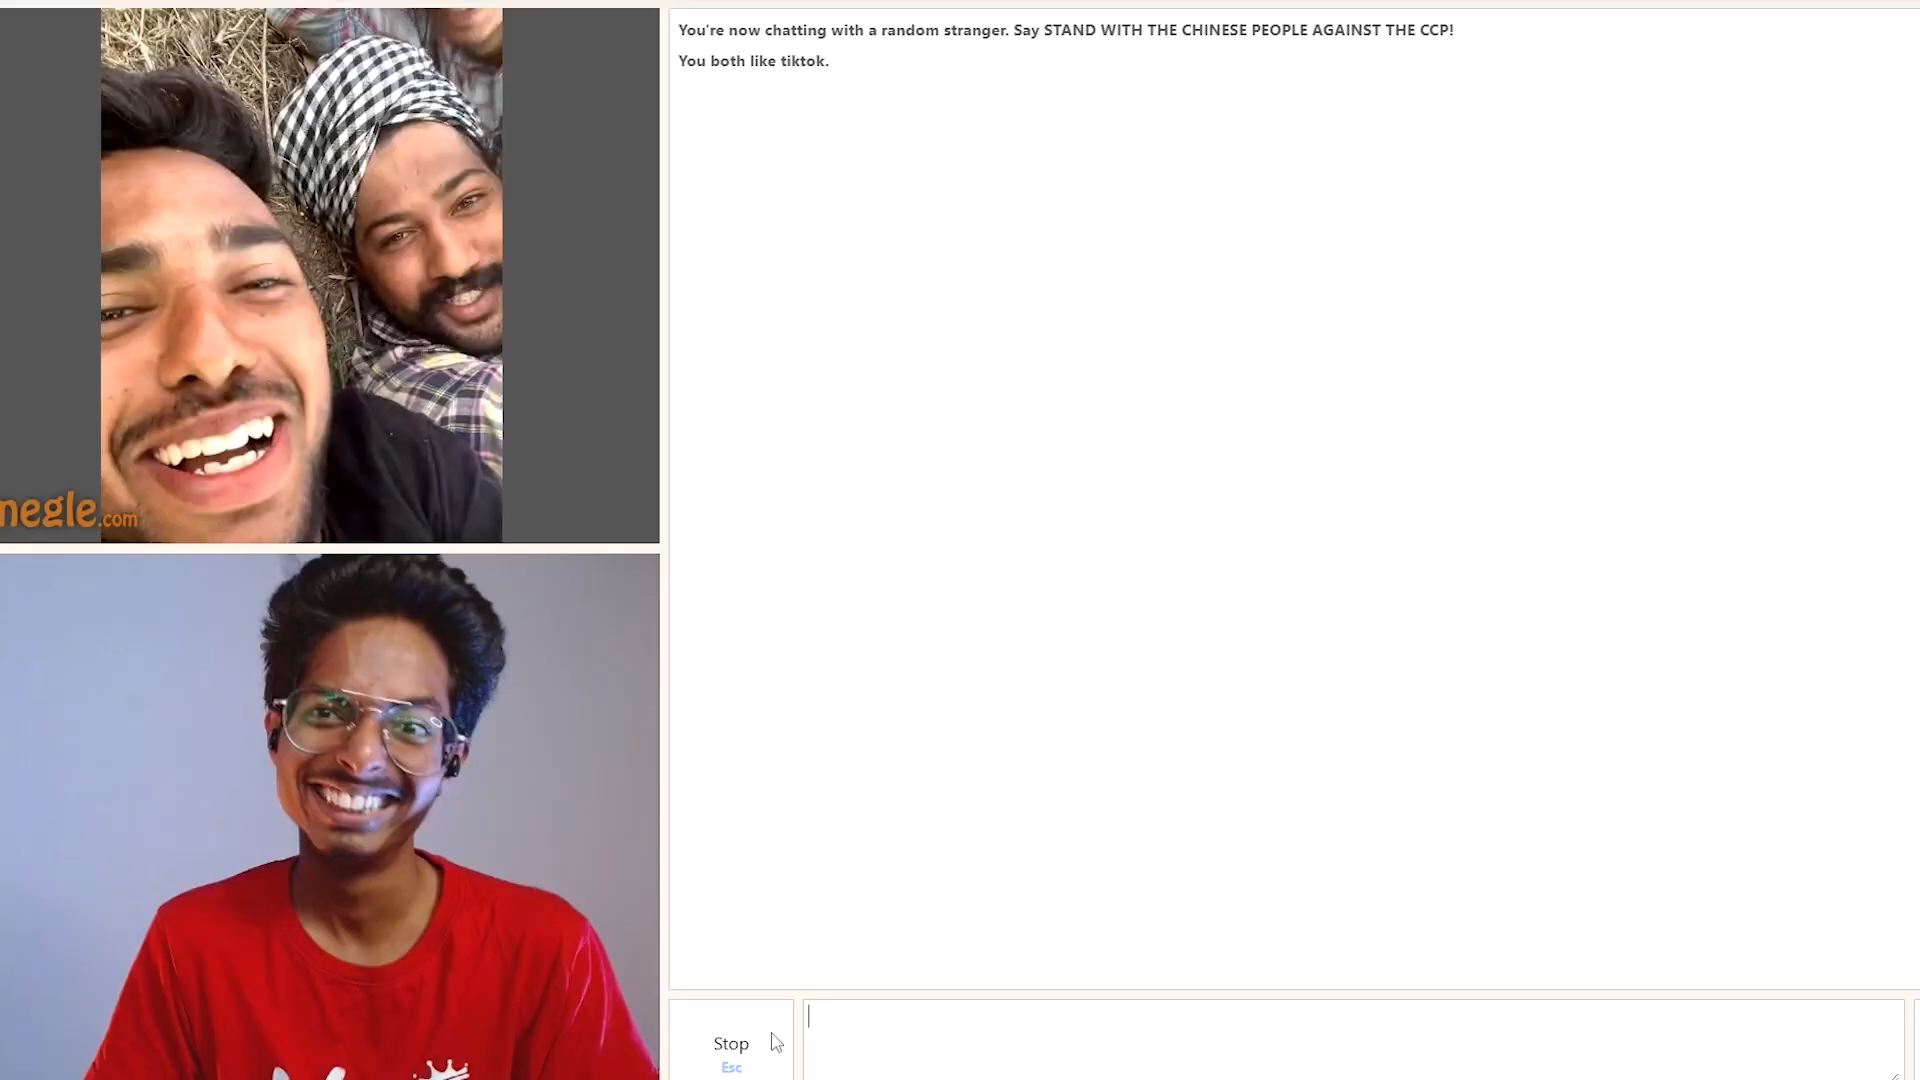 You're now chatting with a random stranger. Say STAND WITH THE CHINESE PEOPLE AGAINST THE CCP!
You both like tiktok.
negle.com
Stop
Esc